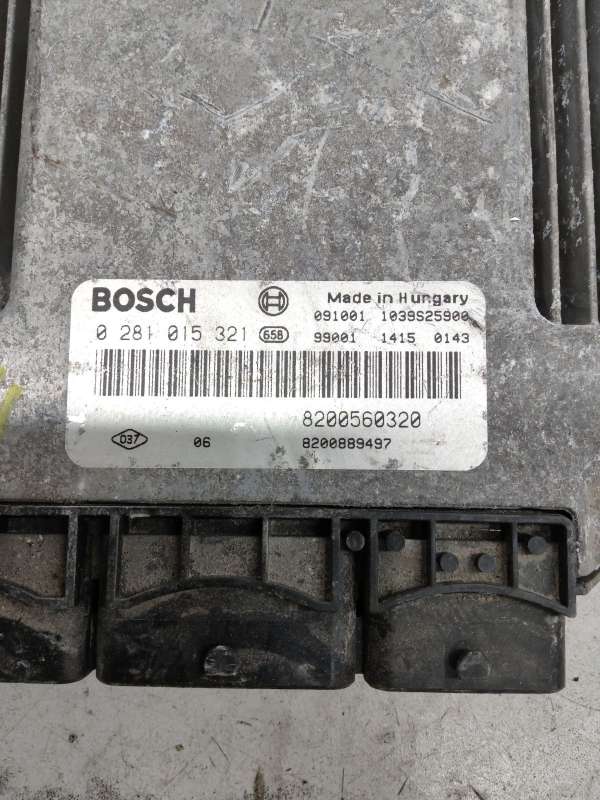 BOSCH
Made in Hungary
091001 1039S25900
0 281 015 321 658
99001 1415 0143
8200560320
037 06 8200889497